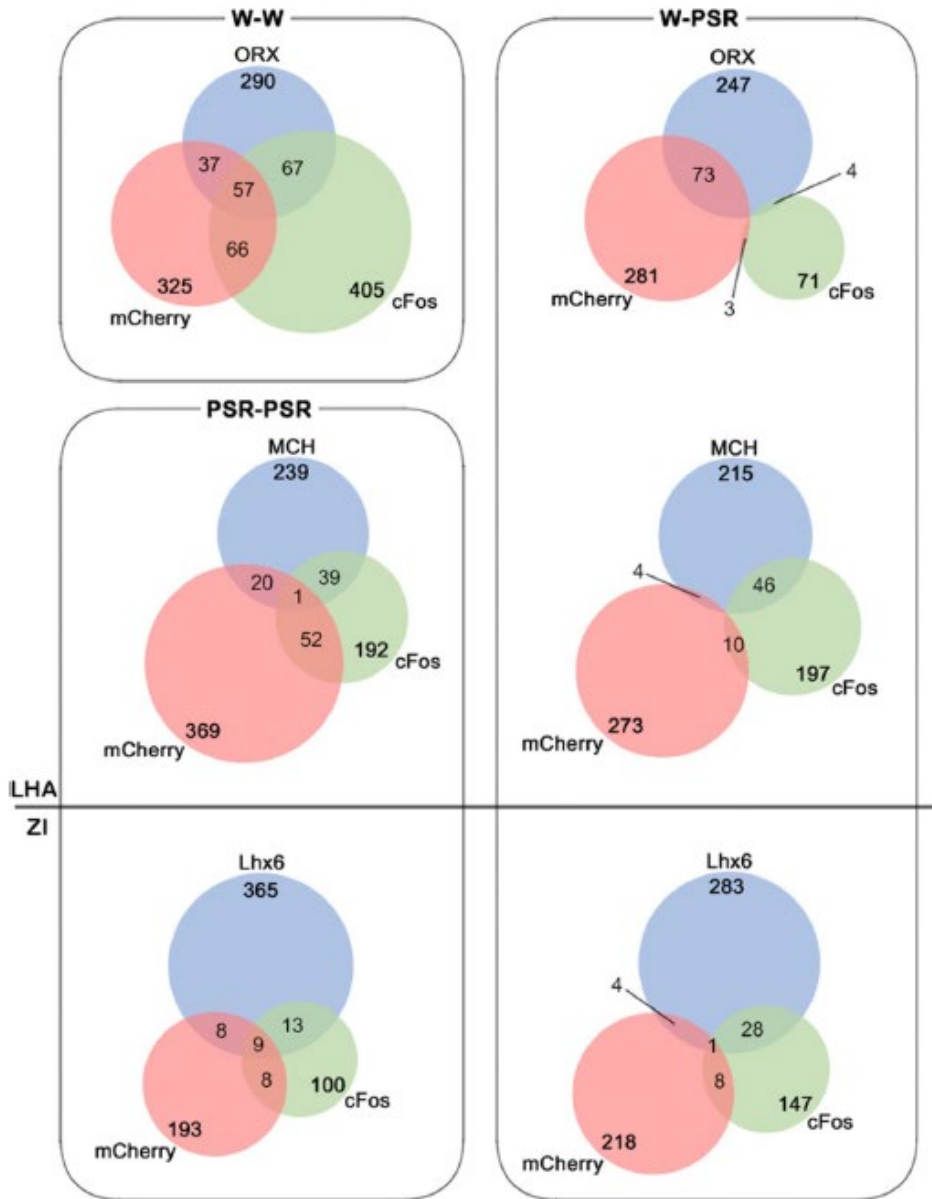 W-W
ORX
290
37
67
57
66
325
405
cFos
mCherry
W-PSR
ORX
247
73
4
281
71
mCherry
cFos
3
PSR-PSR
MCH
239
20
39
1
52
192
cFos
369
mCherry
MCH
215
4
46
10
197
cFos
273
mCherry
LHA
ZI
Lhx6
365
8
13
9
8
100
cFos
193
mCherry
Lhx6
283
4
28
1
8
147
cFos
218
mCherry